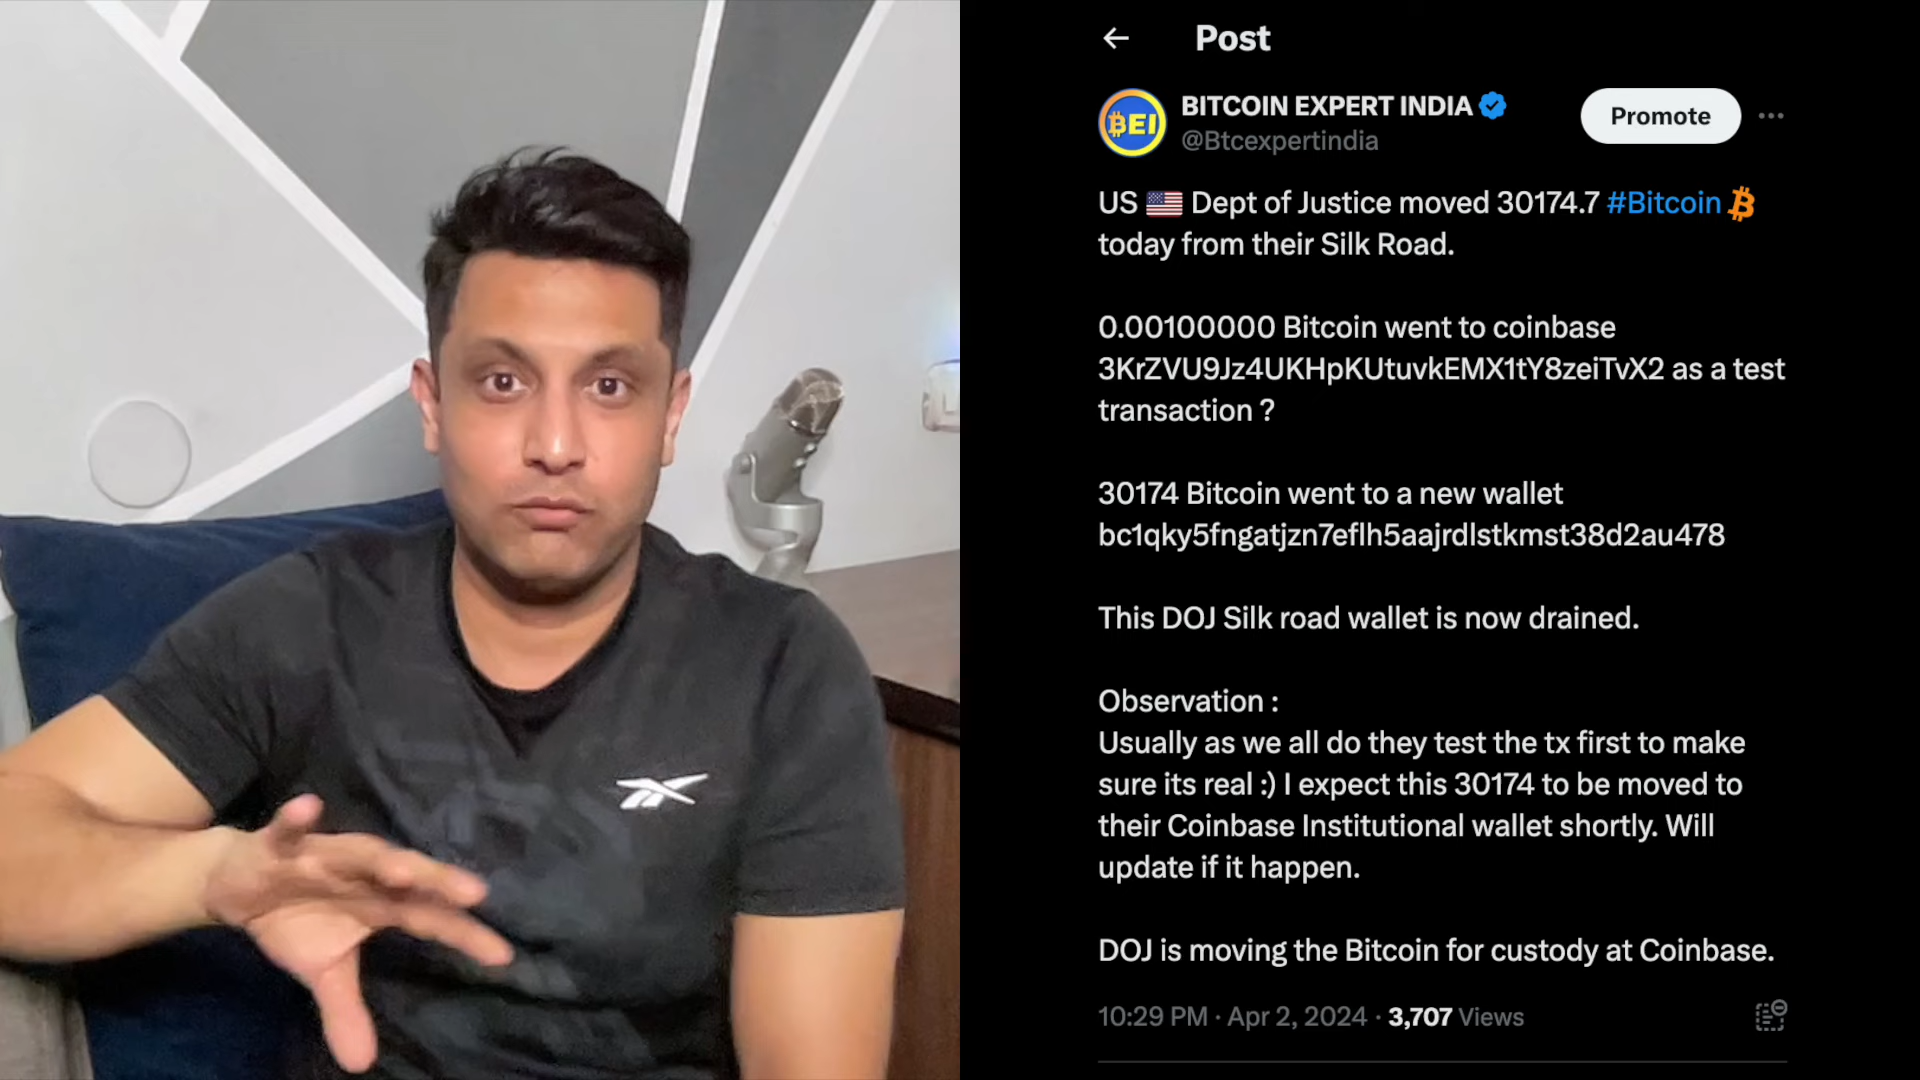 Post
BEI
BITCOIN EXPERT INDIA
@Btcexpertindia
Promote
US 🇺🇸 Dept of Justice moved 30174.7 #Bitcoin
today from their Silk Road.
0.00100000 Bitcoin went to coinbase
3KrZVU9Jz4UKHpKUtuvkEMX1tY8zeiTvX2 as a test
transaction ?
30174 Bitcoin went to a new wallet
bc1qky5fngatjzn7eflh5aajrdlstkmst38d2au478
This DOJ Silk road wallet is now drained.
Observation :
Usually as we all do they test the tx first to make
sure its real :) I expect this 30174 to be moved to
their Coinbase Institutional wallet shortly. Will
update if it happen.
DOJ is moving the Bitcoin for custody at Coinbase.
10:29 PM · Apr 2, 2024 · 3,707 Views